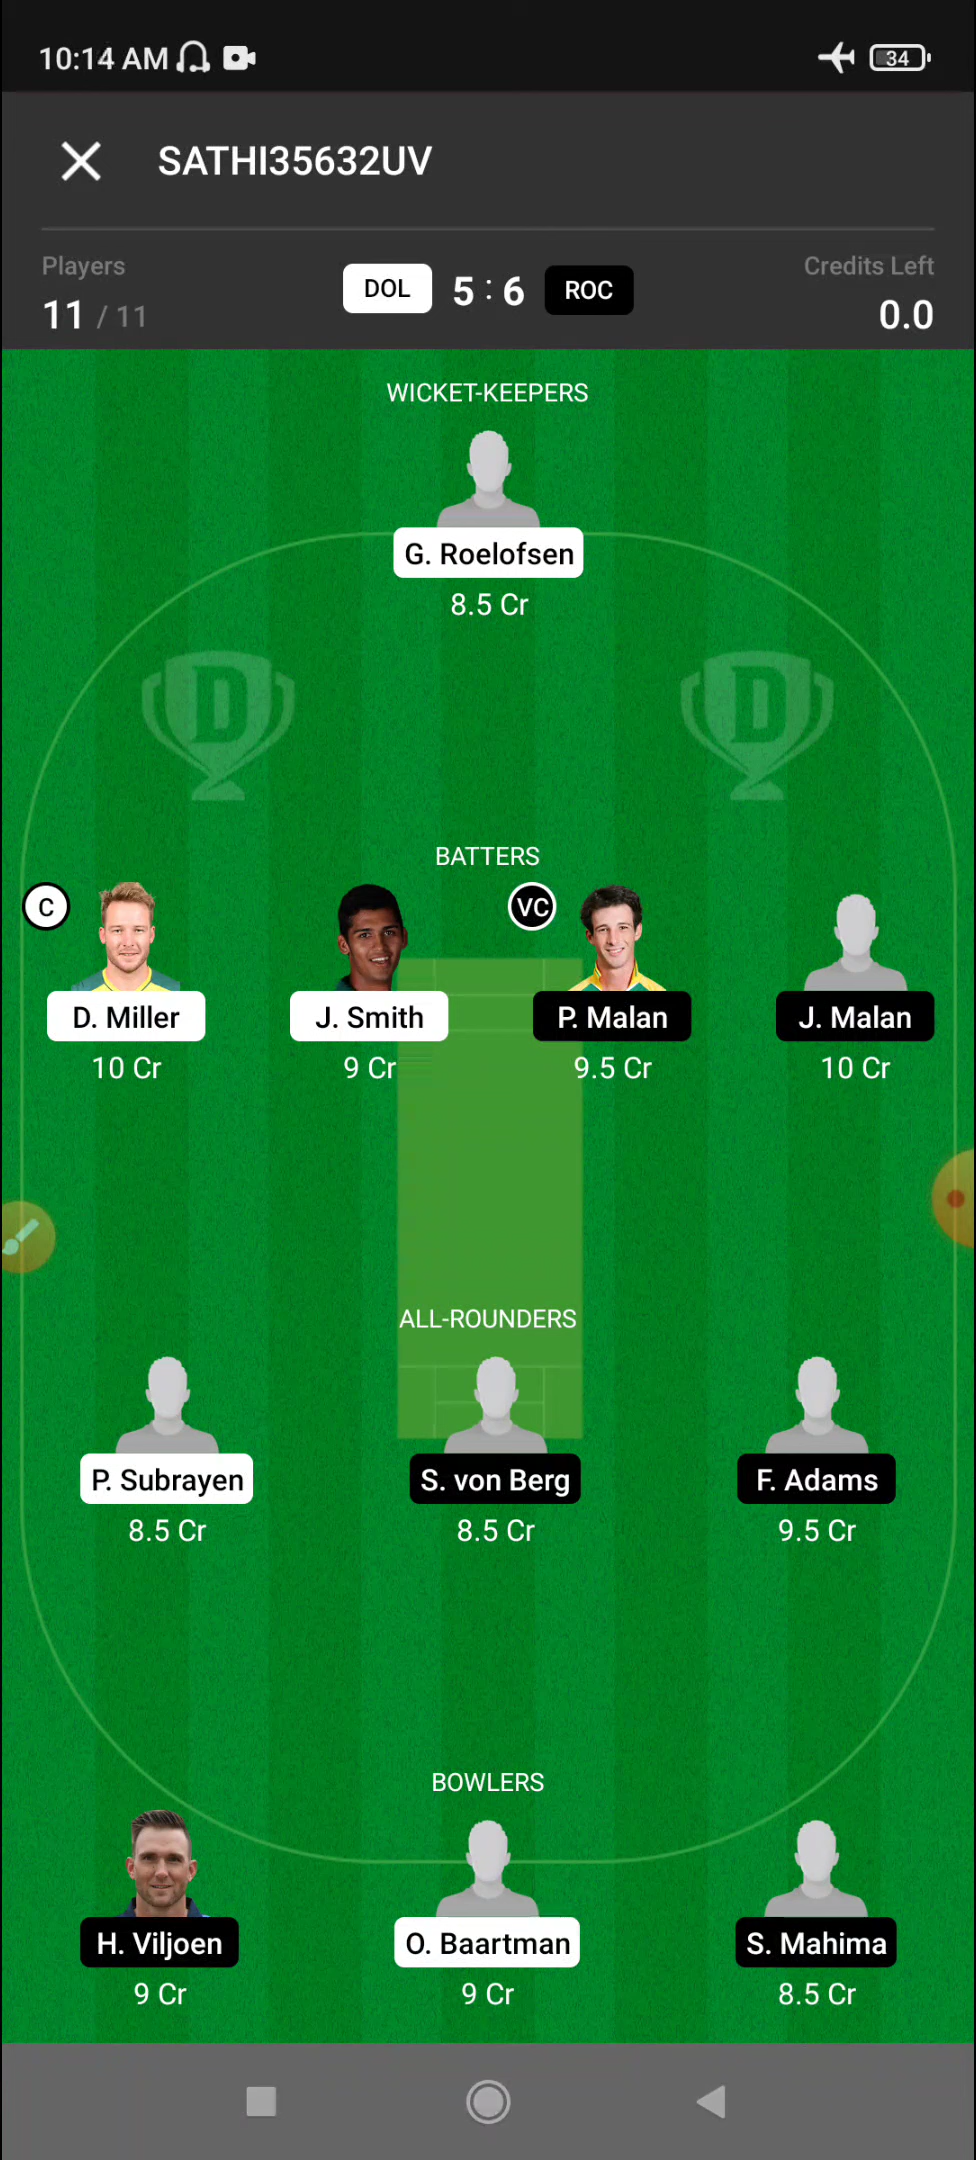 10:14 AM 34
SATHI35632UV
Players Credits Left
11 / 11 DOL 5 : 6 ROC 0.0
WICKET-KEEPERS
G. Roelofsen
8.5 Cr
D D
BATTERS
C VC
D. Miller J. Smith P. Malan J. Malan
10 Cr 9 Cr 9.5 Cr 10 Cr
ALL-ROUNDERS
P. Subrayen S. von Berg F. Adams
8.5 Cr 8.5 Cr 9.5 Cr
BOWLERS
H. Viljoen O. Baartman S. Mahima
9 Cr 9 Cr 8.5 Cr